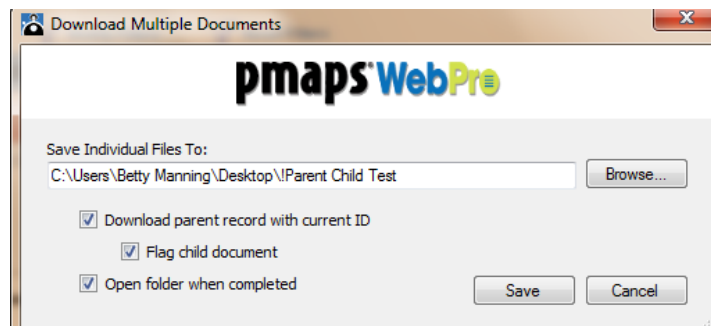 Download Multiple Documents
pmaps WebPro
Save Individual Files To:
C:\Users\Betty Manning\Desktop\!Parent Child Test
Browse...
Download parent record with current ID
Flag child document
Open folder when completed
Save
Cancel